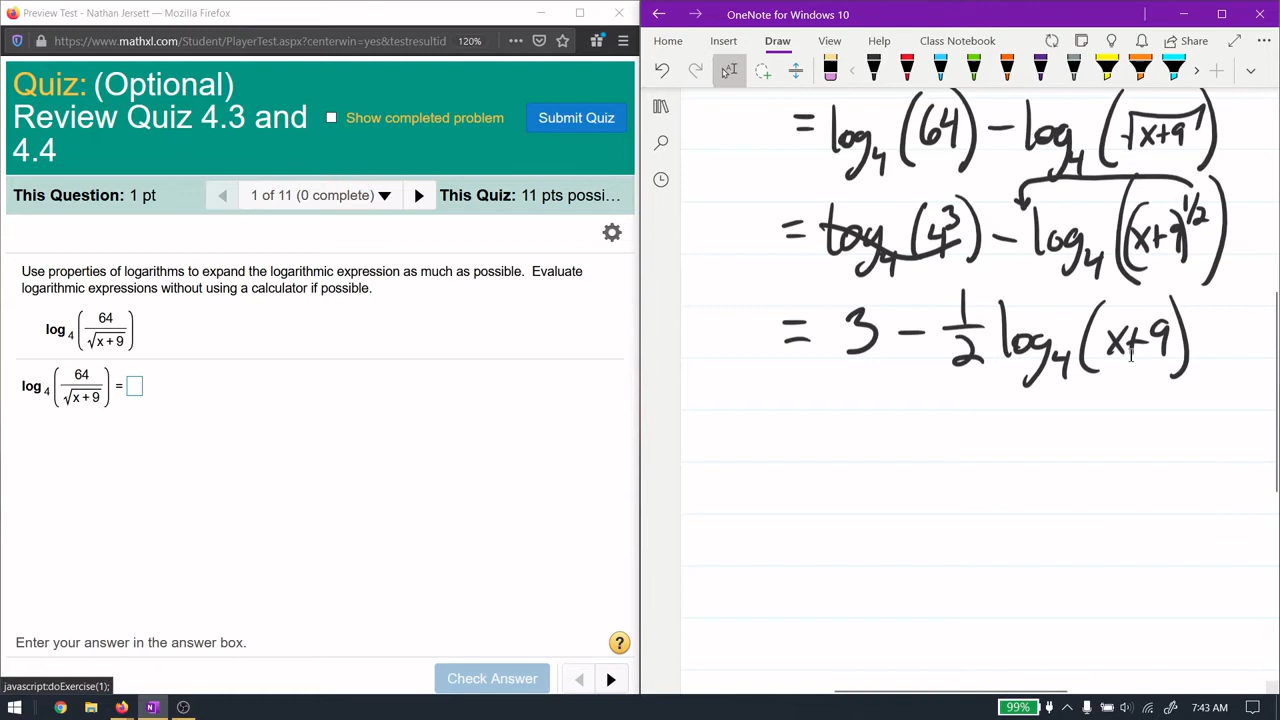 Preview Test - Nathan Jersett — Mozilla Firefox
https://www.mathxl.com/Student/PlayerTest.aspx?centerwin=yes&testresultid
120%
Quiz: (Optional)
Review Quiz 4.3 and
4.4
Show completed problem
Submit Quiz
This Question: 1 pt
1 of 11 (0 complete)
This Quiz: 11 pts possi...
Use properties of logarithms to expand the logarithmic expression as much as possible. Evaluate
logarithmic expressions without using a calculator if possible.
log₄(64/√(x+9))
log₄(64/√(x+9)) =
Enter your answer in the answer box.
?
Check Answer
javascript:doExercise(1);
OneNote for Windows 10
Home Insert Draw View Help Class Notebook Share
= log₄(64) − log₄(√(x+9))
= log₄(4³) − log₄((x+9)^1/2)
= 3 − 1/2 log₄(x+9)
99%
7:43 AM